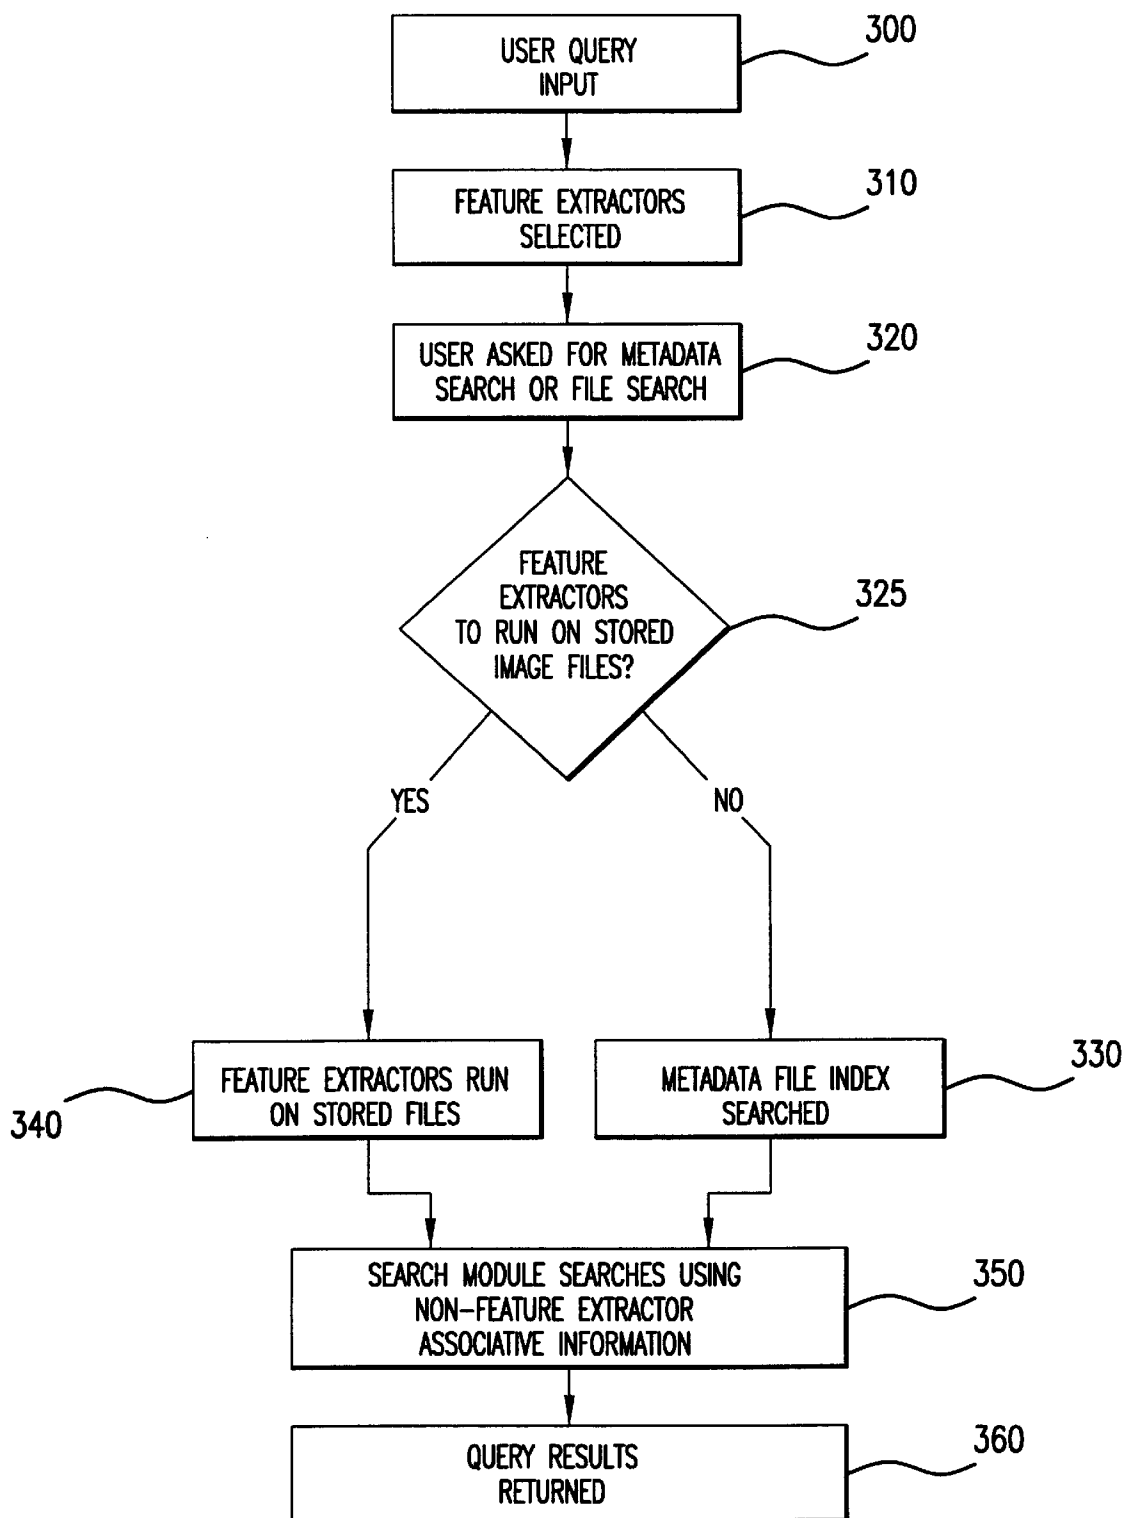 300
USER QUERY
INPUT
310
FEATURE EXTRACTORS
SELECTED
320
USER ASKED FOR METADATA
SEARCH OR FILE SEARCH
FEATURE
EXTRACTORS
TO RUN ON STORED
IMAGE FILES?
325
YES
NO
FEATURE EXTRACTORS RUN
ON STORED FILES
340
METADATA FILE INDEX
SEARCHED
330
SEARCH MODULE SEARCHES USING
NON-FEATURE EXTRACTOR
ASSOCIATIVE INFORMATION
350
QUERY RESULTS
RETURNED
360